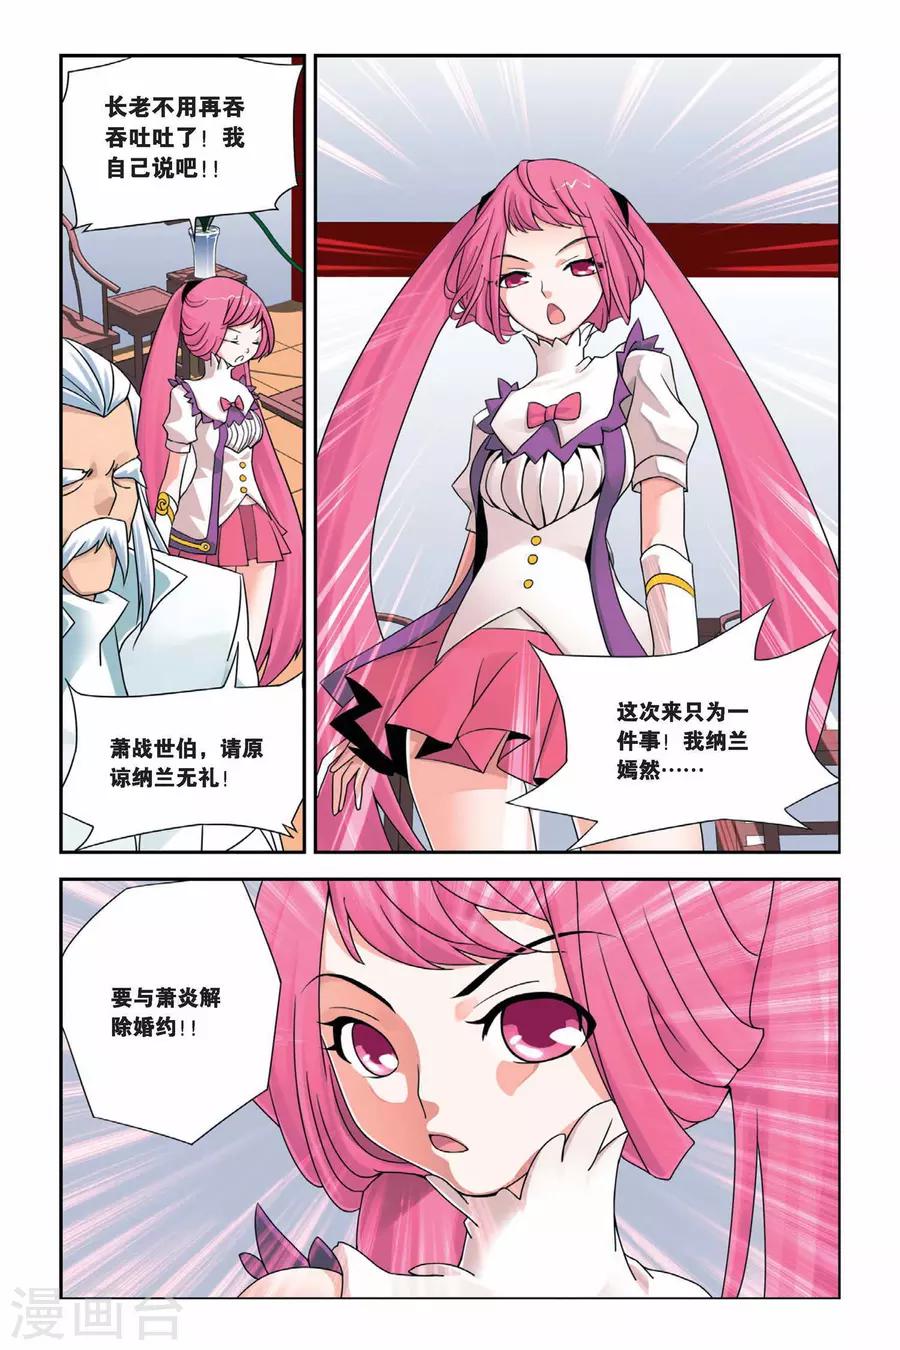 长老不用再吞
吞吐吐了！我
自己说吧！！
萧战世伯，请原
谅纳兰无礼！
这次来只为一
件事！我纳兰
嫣然……
要与萧炎解
除婚约！！
漫画台